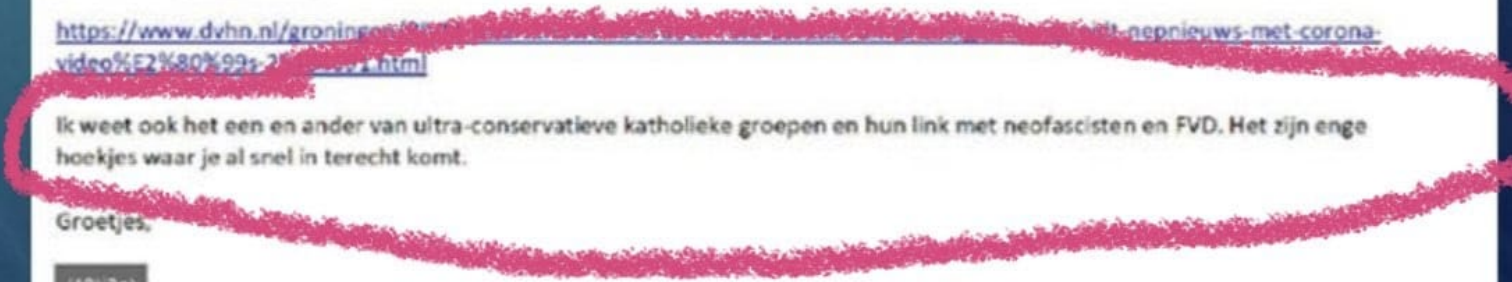 https://www.dvhn.nl/groningen nepnieuws-met-corona-
video%E2%80%99s-2 .html
Ik weet ook het een en ander van ultra-conservatieve katholieke groepen en hun link met neofascisten en FVD. Het zijn enge
hoekjes waar je al snel in terecht komt.
Groetjes,